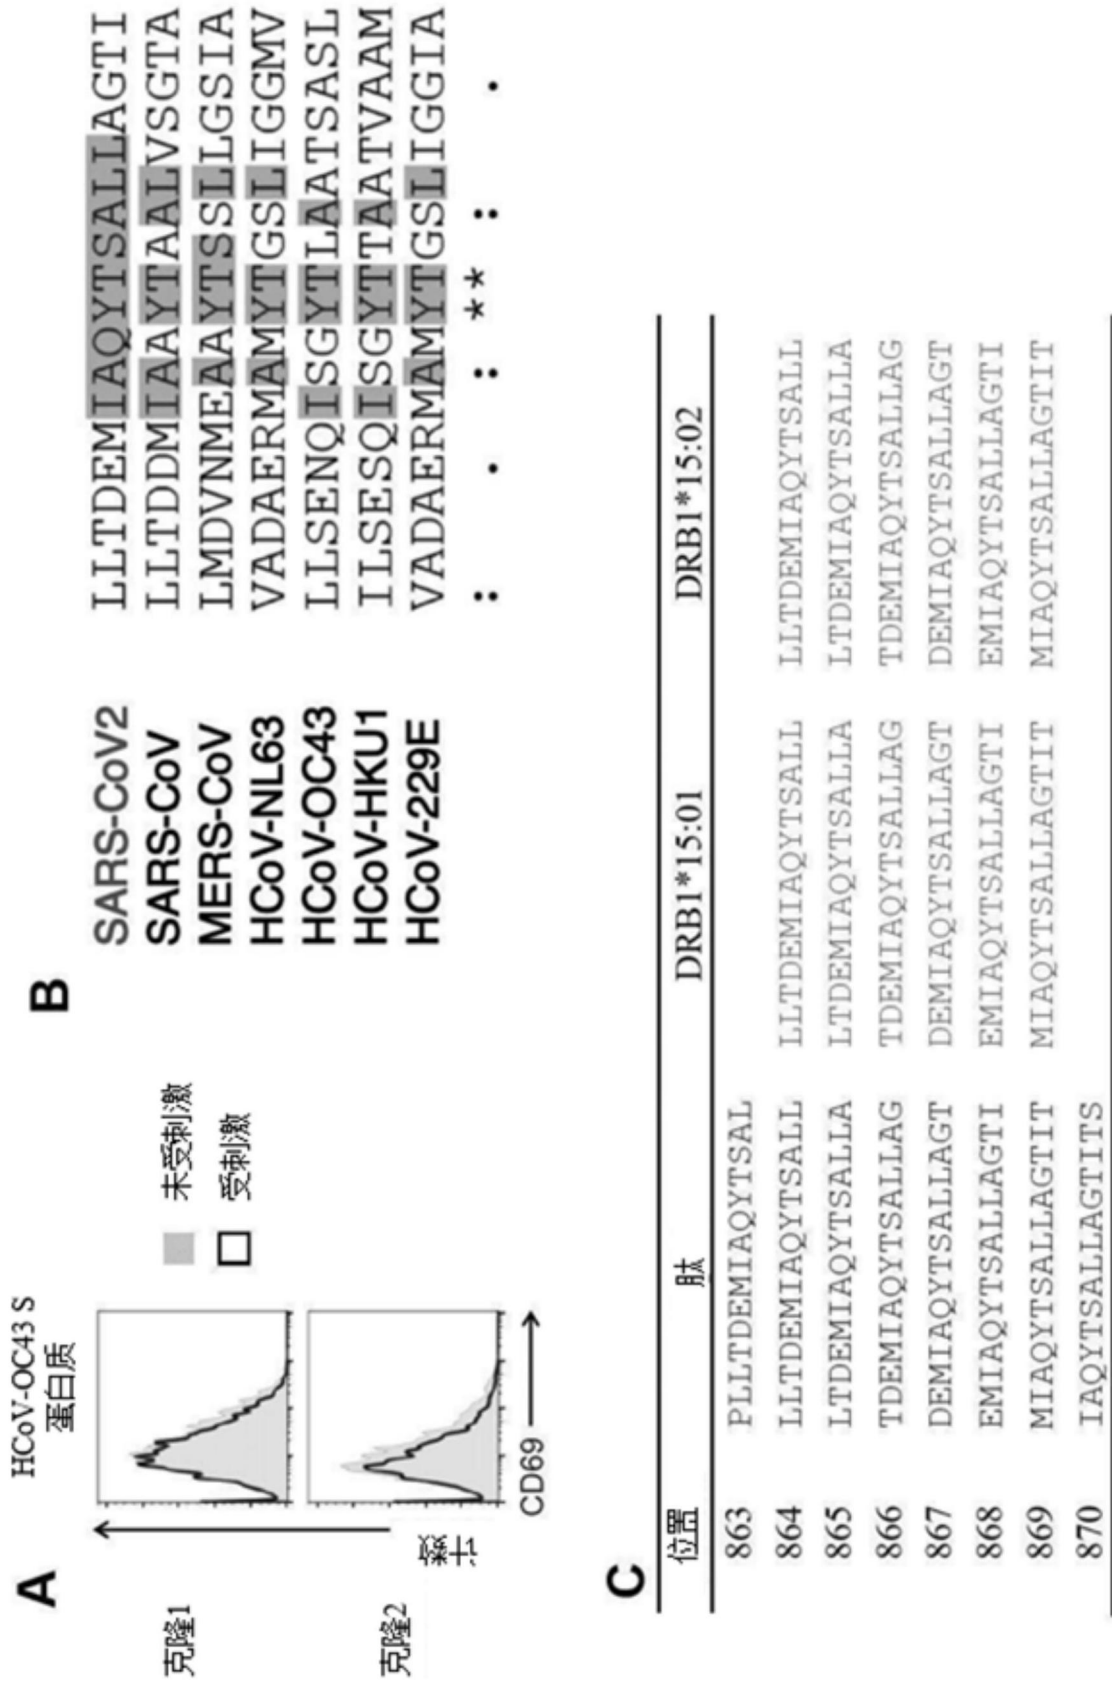 A
HCoV-OC43 S
蛋白质
克隆1
克隆2
计数
CD69
未受刺激
受刺激
B
SARS-CoV2 LLTDEMIAQYTSALLAGTI
SARS-CoV LLTDDMIAAYTAALVSGTA
MERS-CoV LMDVNMEAAYTSSLLGSIA
HCoV-NL63 VADAERMAMYTGSLIGGMV
HCoV-OC43 LLSENQISGYTLAATSASL
HCoV-HKU1 ILSESQISGYTTAATVAAM
HCoV-229E VADAERMAMYTGSLIGGIA
: . : ** : .
C
位置 肽 DRB1*15:01 DRB1*15:02
863 PLLTDEMIAQYTSAL
864 LLTDEMIAQYTSALL LLTDEMIAQYTSALL LLTDEMIAQYTSALL
865 LTDEMIAQYTSALLA LTDEMIAQYTSALLA LTDEMIAQYTSALLA
866 TDEMIAQYTSALLAG TDEMIAQYTSALLAG TDEMIAQYTSALLAG
867 DEMIAQYTSALLAGT DEMIAQYTSALLAGT DEMIAQYTSALLAGT
868 EMIAQYTSALLAGTI EMIAQYTSALLAGTI EMIAQYTSALLAGTI
869 MIAQYTSALLAGTIT MIAQYTSALLAGTIT MIAQYTSALLAGTIT
870 IAQYTSALLAGTITS